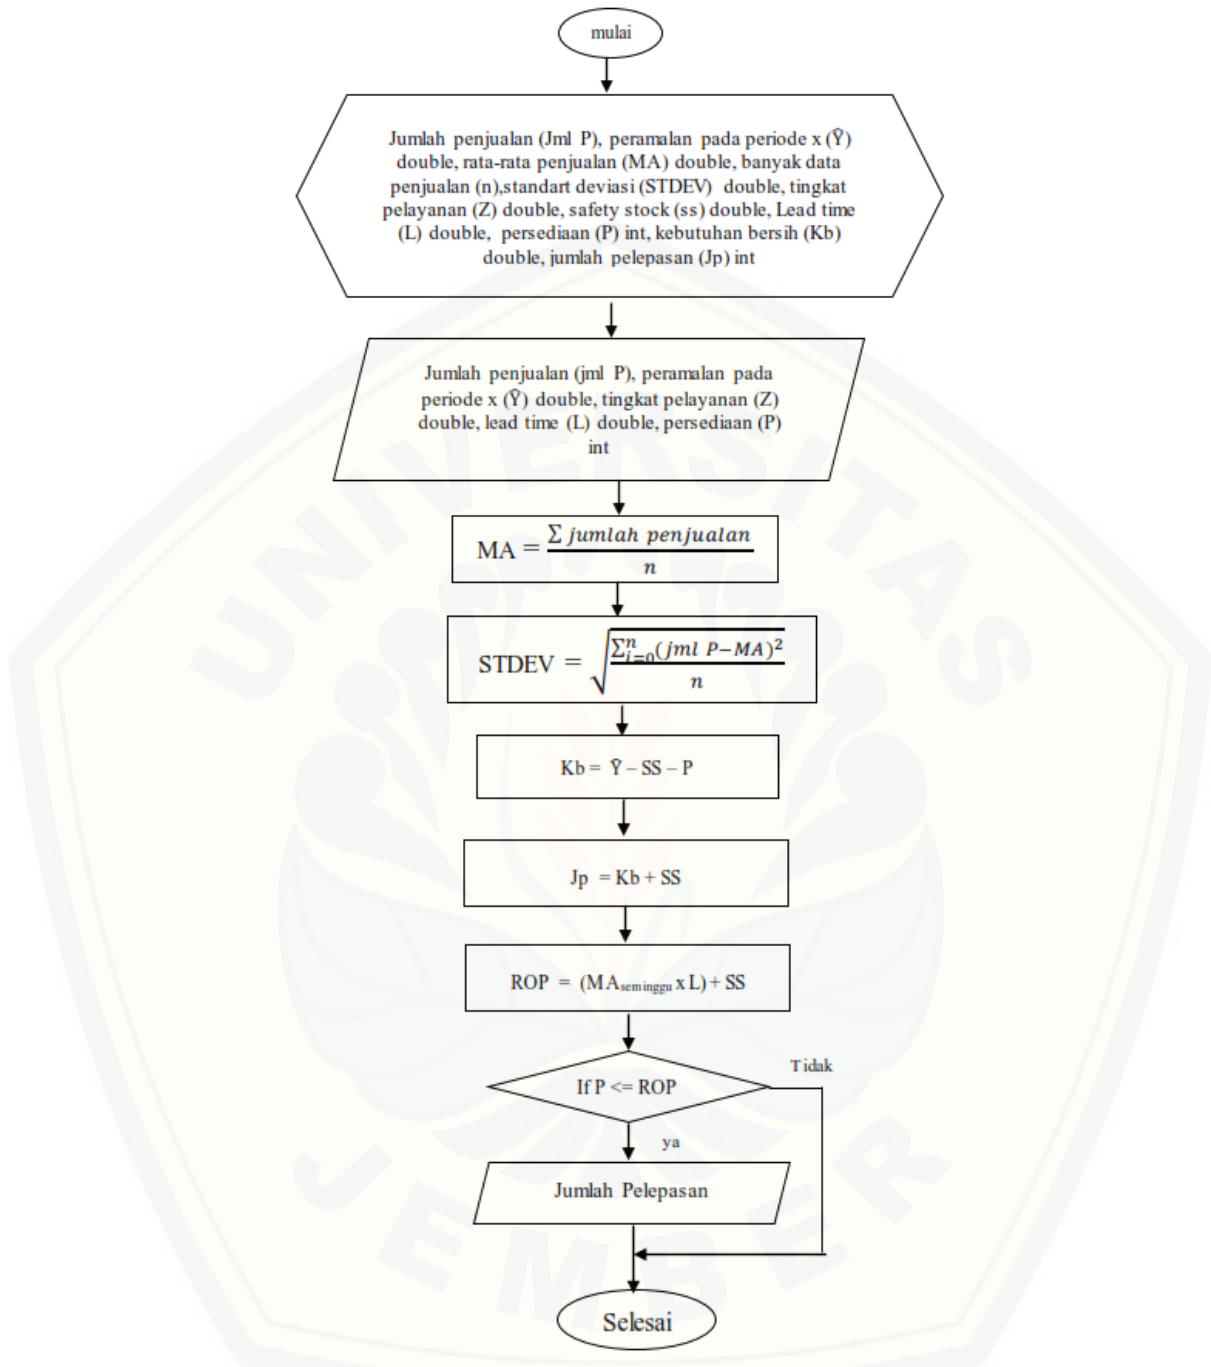 mulai
Jumlah penjualan (Jml P), peramalan pada periode x (Ŷ)
double, rata-rata penjualan (MA) double, banyak data
penjualan (n),standart deviasi (STDEV) double, tingkat
pelayanan (Z) double, safety stock (ss) double, Lead time
(L) double, persediaan (P) int, kebutuhan bersih (Kb)
double, jumlah pelepasan (Jp) int
Jumlah penjualan (jml P), peramalan pada
periode x (Ŷ) double, tingkat pelayanan (Z)
double, lead time (L) double, persediaan (P)
int
MA = ∑ jumlah penjualan / n
STDEV = √(∑ⁿᵢ₌₀(jml P−MA)² / n)
Kb = Ŷ – SS – P
Jp = Kb + SS
ROP = (MAseminggu x L) + SS
If P <= ROP
Tidak
ya
Jumlah Pelepasan
Selesai
UNIVERSITAS
JEMBER